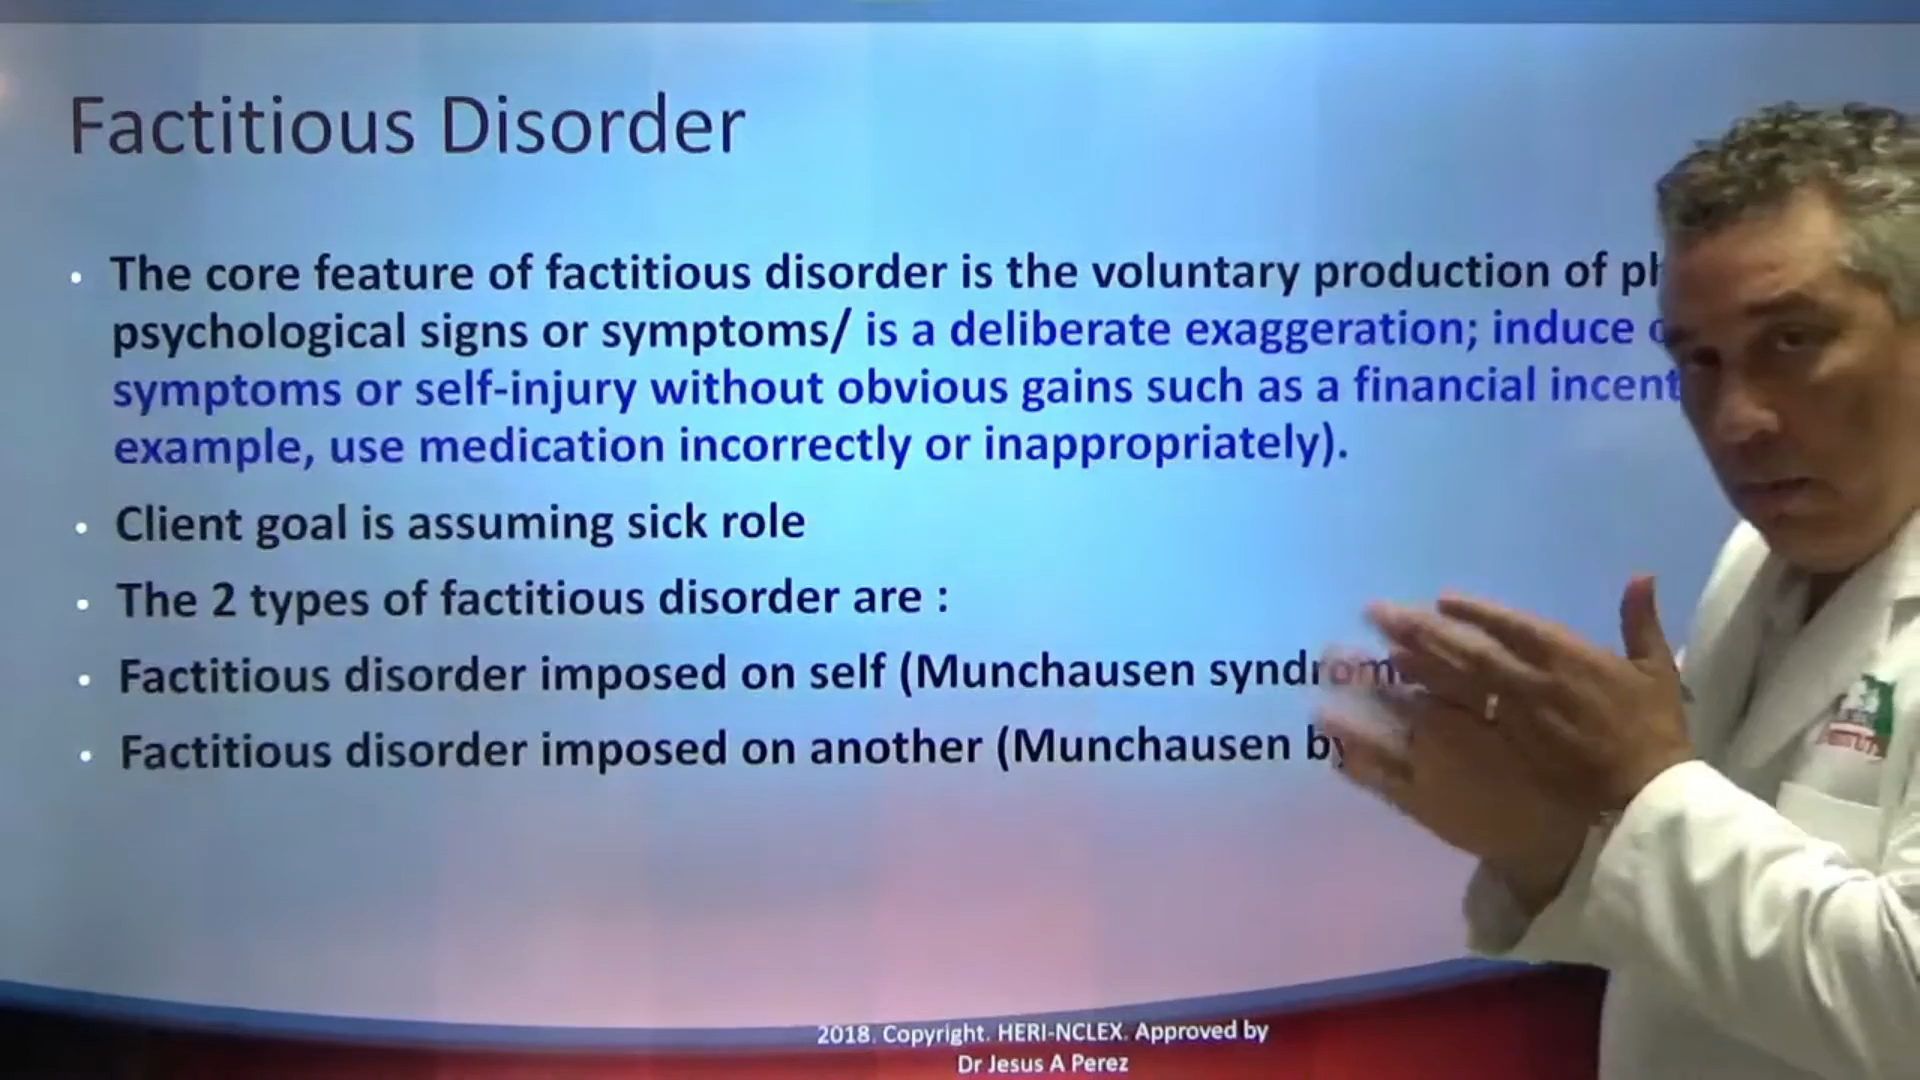 Factitious Disorder
• The core feature of factitious disorder is the voluntary production of
psychological signs or symptoms/ is a deliberate exaggeration; induce
symptoms or self-injury without obvious gains such as a financial
example, use medication incorrectly or inappropriately).
• Client goal is assuming sick role
• The 2 types of factitious disorder are :
• Factitious disorder imposed on self (Munchausen
• Factitious disorder imposed on another (Munchausen by
2018. Copyright. HERI-NCLEX. Approved by
Dr Jesus A Perez